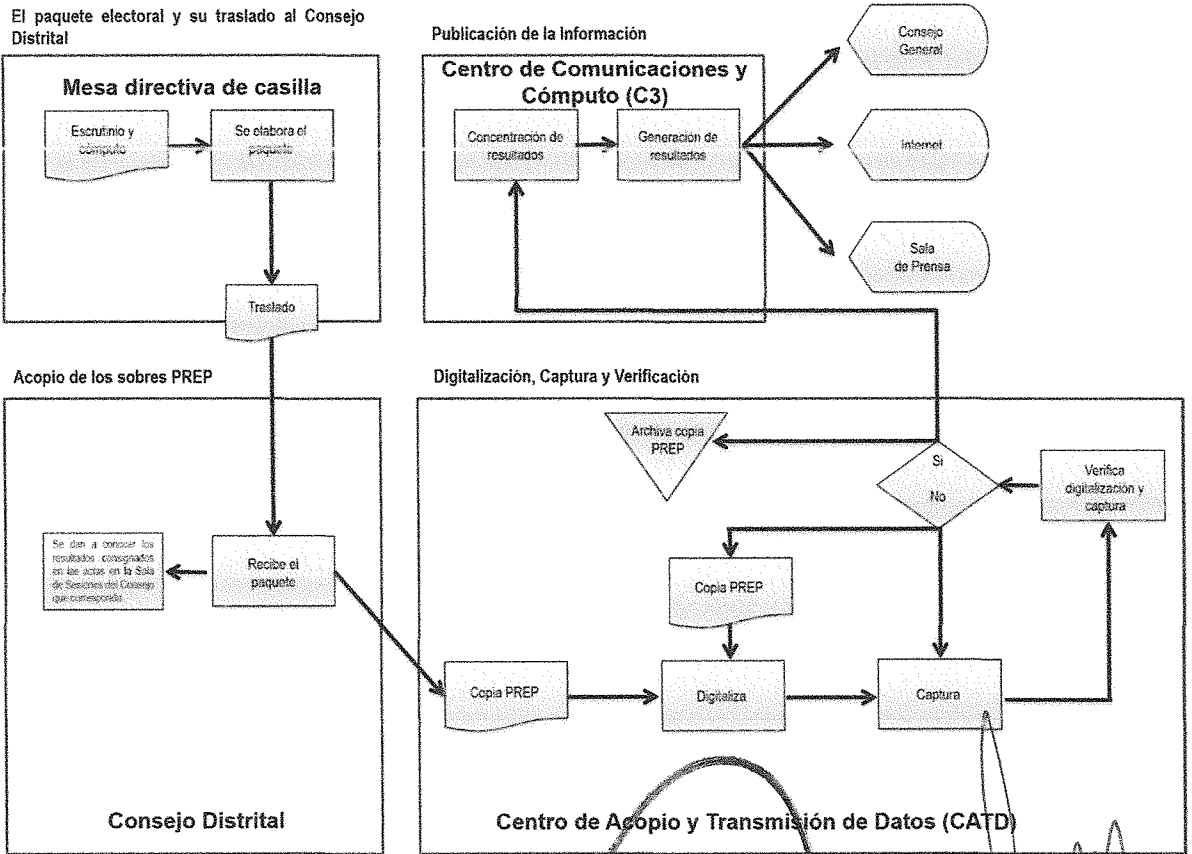 El paquete electoral y su traslado al Consejo
Distrital
Mesa directiva de casilla
Escrutinio y
cómputo
Se elabora el
paquete
Traslado
Publicación de la Información
Centro de Comunicaciones y
Cómputo (C3)
Concentración de
resultados
Generación de
resultados
Consejo
General
Internet
Sala
de Prensa
Acopio de los sobres PREP
Se dan a conocer los
resultados consignados
en las actas en la Sala
de Sesiones del Consejo
que corresponda
Recibe el
paquete
Consejo Distrital
Digitalización, Captura y Verificación
Archiva copia
PREP
Si
No
Verifica
digitalización y
captura
Copia PREP
Copia PREP
Digitaliza
Captura
Centro de Acopio y Transmisión de Datos (CATD)